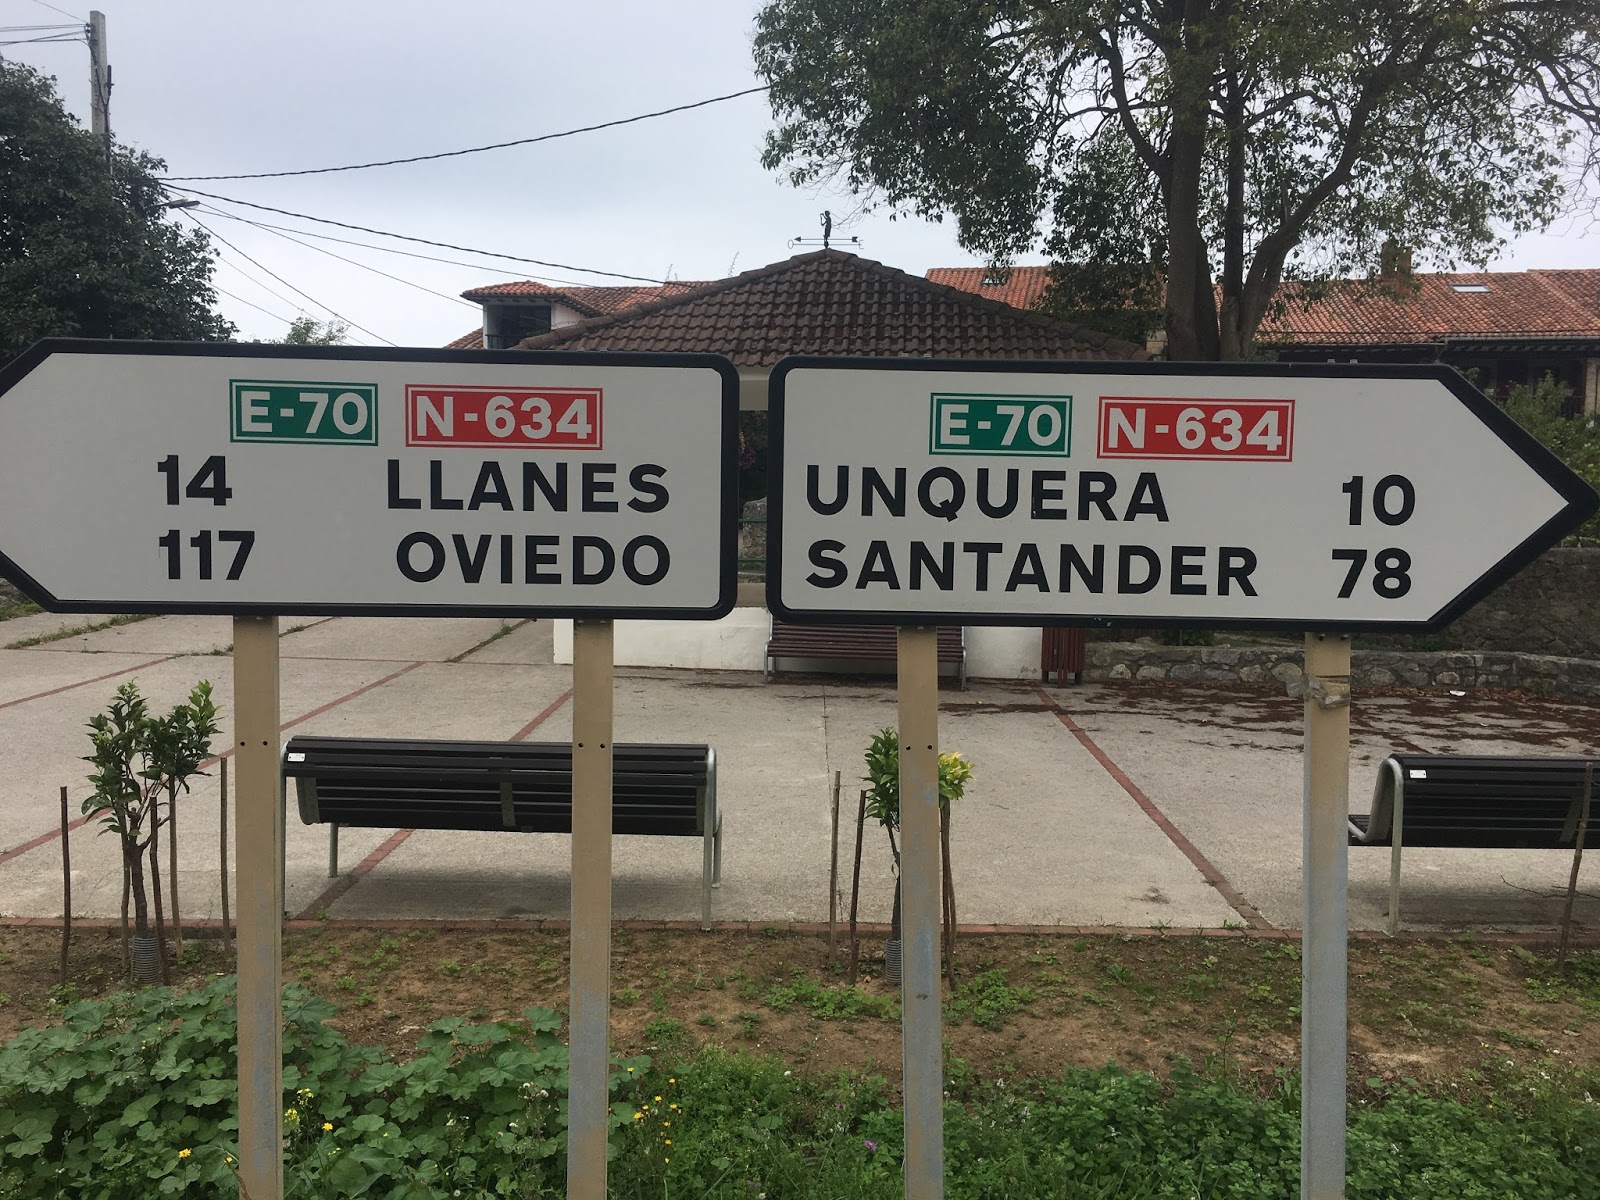 E-70 N-634
14 LLANES
117 OVIEDO
E-70 N-634
UNQUERA 10
SANTANDER 78